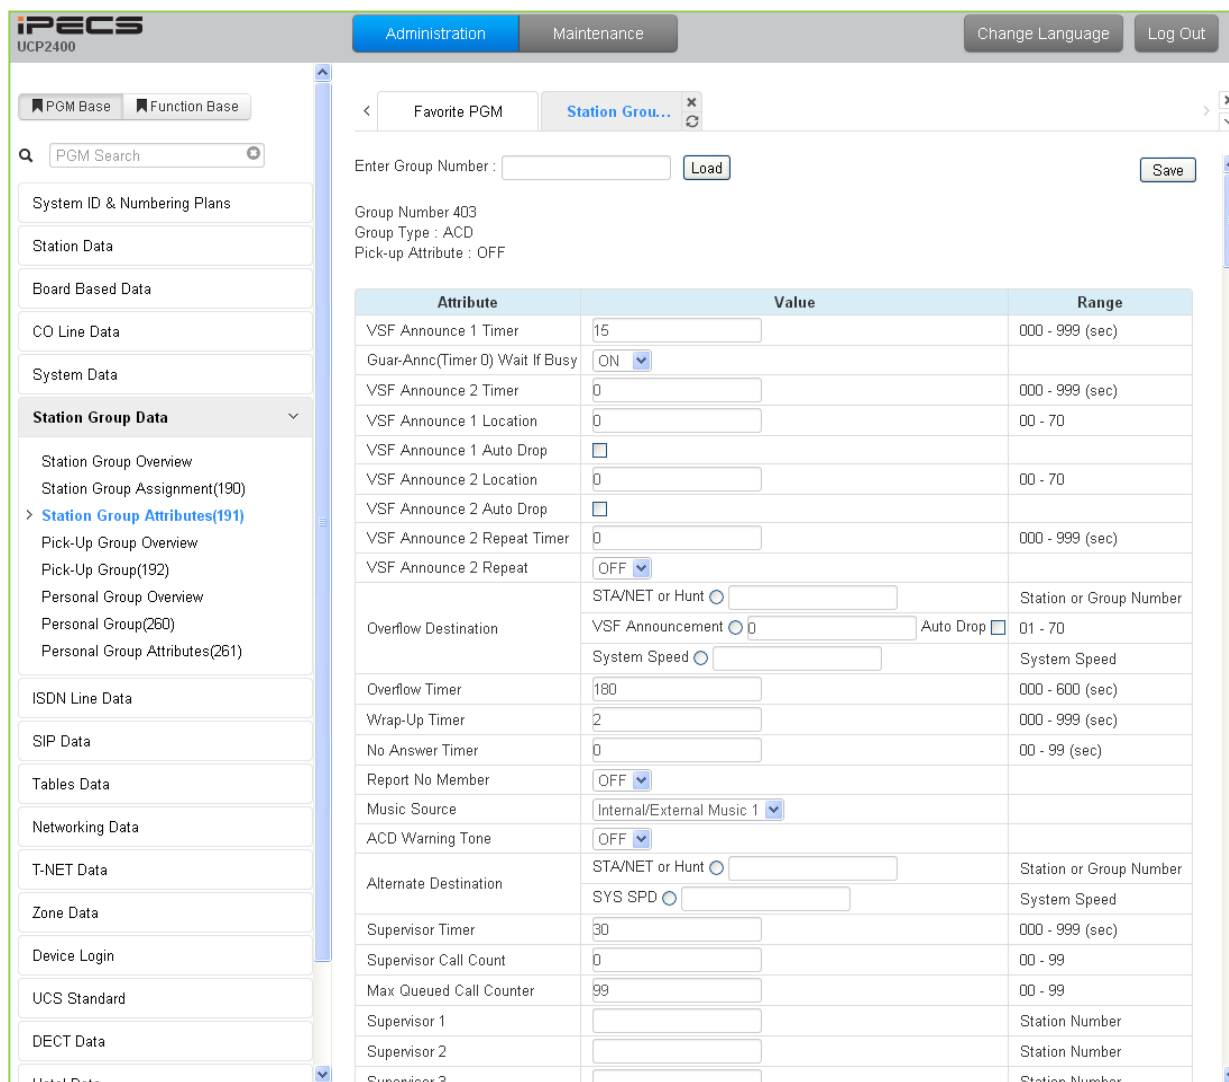 iPECS
UCP2400
Administration Maintenance Change Language Log Out
PGM Base Function Base
PGM Search
System ID & Numbering Plans
Station Data
Board Based Data
CO Line Data
System Data
Station Group Data
Station Group Overview
Station Group Assignment(190)
> Station Group Attributes(191)
Pick-Up Group Overview
Pick-Up Group(192)
Personal Group Overview
Personal Group(260)
Personal Group Attributes(261)
ISDN Line Data
SIP Data
Tables Data
Networking Data
T-NET Data
Zone Data
Device Login
UCS Standard
DECT Data
Hotel Data
Favorite PGM Station Grou...
Enter Group Number : Load Save
Group Number 403
Group Type : ACD
Pick-up Attribute : OFF
Attribute Value Range
VSF Announce 1 Timer 15 000 - 999 (sec)
Guar-Annc(Timer 0) Wait If Busy ON
VSF Announce 2 Timer 0 000 - 999 (sec)
VSF Announce 1 Location 0 00 - 70
VSF Announce 1 Auto Drop
VSF Announce 2 Location 0 00 - 70
VSF Announce 2 Auto Drop
VSF Announce 2 Repeat Timer 0 000 - 999 (sec)
VSF Announce 2 Repeat OFF
Overflow Destination
STA/NET or Hunt Station or Group Number
VSF Announcement 0 Auto Drop 01 - 70
System Speed System Speed
Overflow Timer 180 000 - 600 (sec)
Wrap-Up Timer 2 000 - 999 (sec)
No Answer Timer 0 00 - 99 (sec)
Report No Member OFF
Music Source Internal/External Music 1
ACD Warning Tone OFF
Alternate Destination
STA/NET or Hunt Station or Group Number
SYS SPD System Speed
Supervisor Timer 30 000 - 999 (sec)
Supervisor Call Count 0 00 - 99
Max Queued Call Counter 99 00 - 99
Supervisor 1 Station Number
Supervisor 2 Station Number
Supervisor 3 Station Number